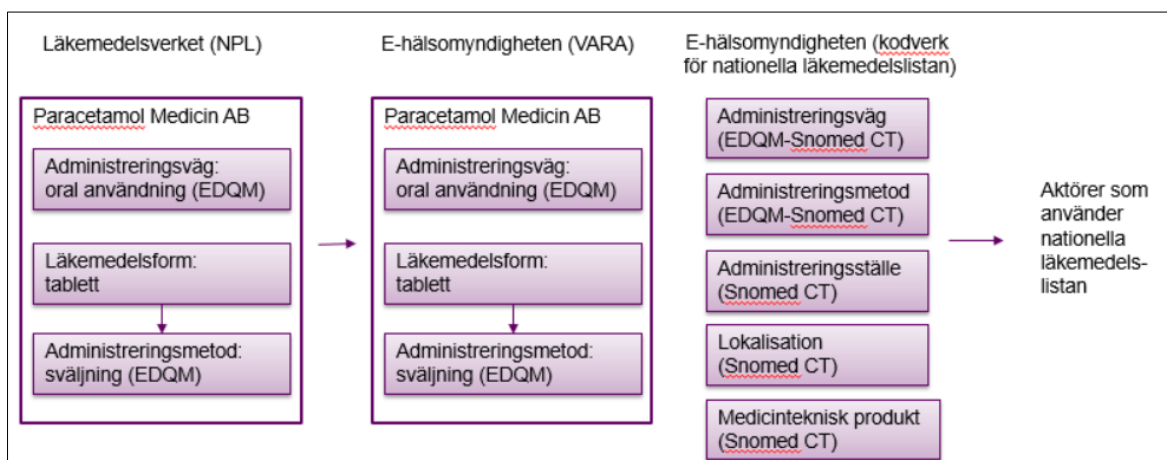 Läkemedelsverket (NPL)
Paracetamol Medicin AB
Administreringsväg:
oral användning (EDQM)
Läkemedelsform:
tablett
Administreringsmetod:
sväljning (EDQM)
E-hälsomyndigheten (VARA)
Paracetamol Medicin AB
Administreringsväg:
oral användning (EDQM)
Läkemedelsform:
tablett
Administreringsmetod:
sväljning (EDQM)
E-hälsomyndigheten (kodverk
för nationella läkemedelslistan)
Administreringsväg
(EDQM-Snomed CT)
Administreringsmetod
(EDQM-Snomed CT)
Administreringsställe
(Snomed CT)
Lokalisation
(Snomed CT)
Medicinteknisk produkt
(Snomed CT)
Aktörer som
använder
nationella
läkemedels-
listan